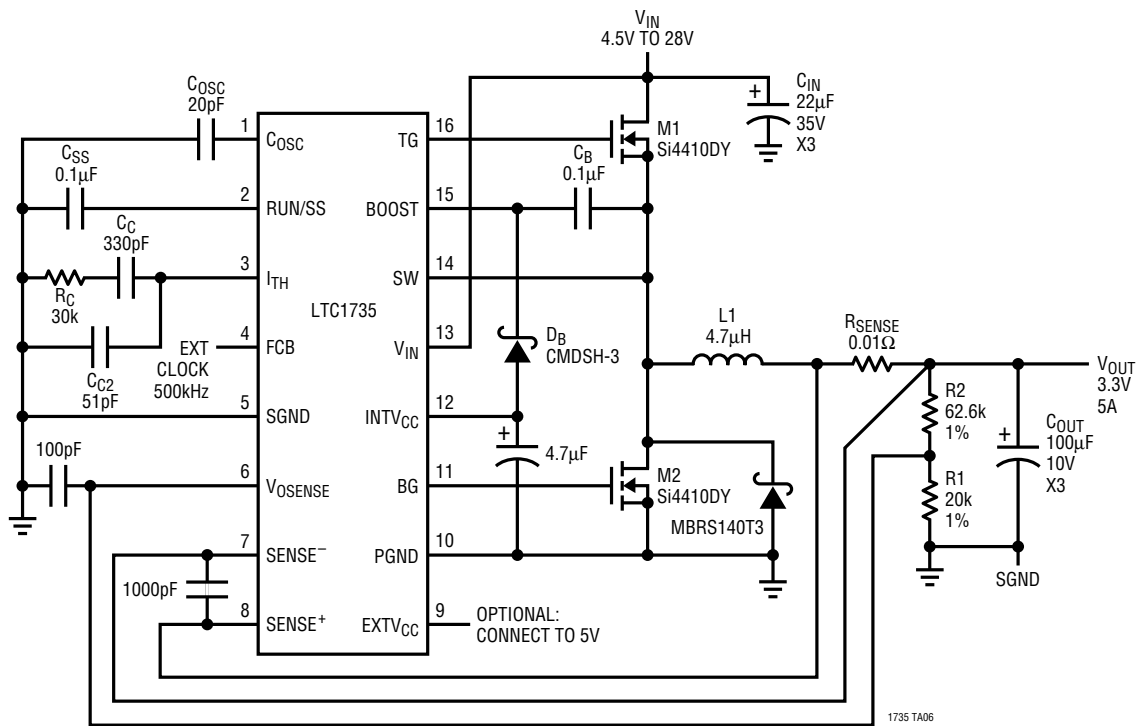 V_IN
4.5V TO 28V
C_OSC
20pF
1
C_OSC
C_SS
0.1µF
2
RUN/SS
C_C
330pF
3
I_TH
R_C
30k
4
FCB
EXT
CLOCK
500kHz
C_C2
51pF
5
SGND
100pF
6
V_OSENSE
7
SENSE⁻
1000pF
8
SENSE⁺
LTC1735
16
TG
15
BOOST
14
SW
13
V_IN
12
INTV_CC
11
BG
10
PGND
9
EXTV_CC
OPTIONAL:
CONNECT TO 5V
C_B
0.1µF
D_B
CMDSH-3
+
4.7µF
M1
Si4410DY
+
C_IN
22µF
35V
X3
L1
4.7µH
R_SENSE
0.01Ω
M2
Si4410DY
MBRS140T3
V_OUT
3.3V
5A
R2
62.6k
1%
R1
20k
1%
+
C_OUT
100µF
10V
X3
SGND
1735 TA06